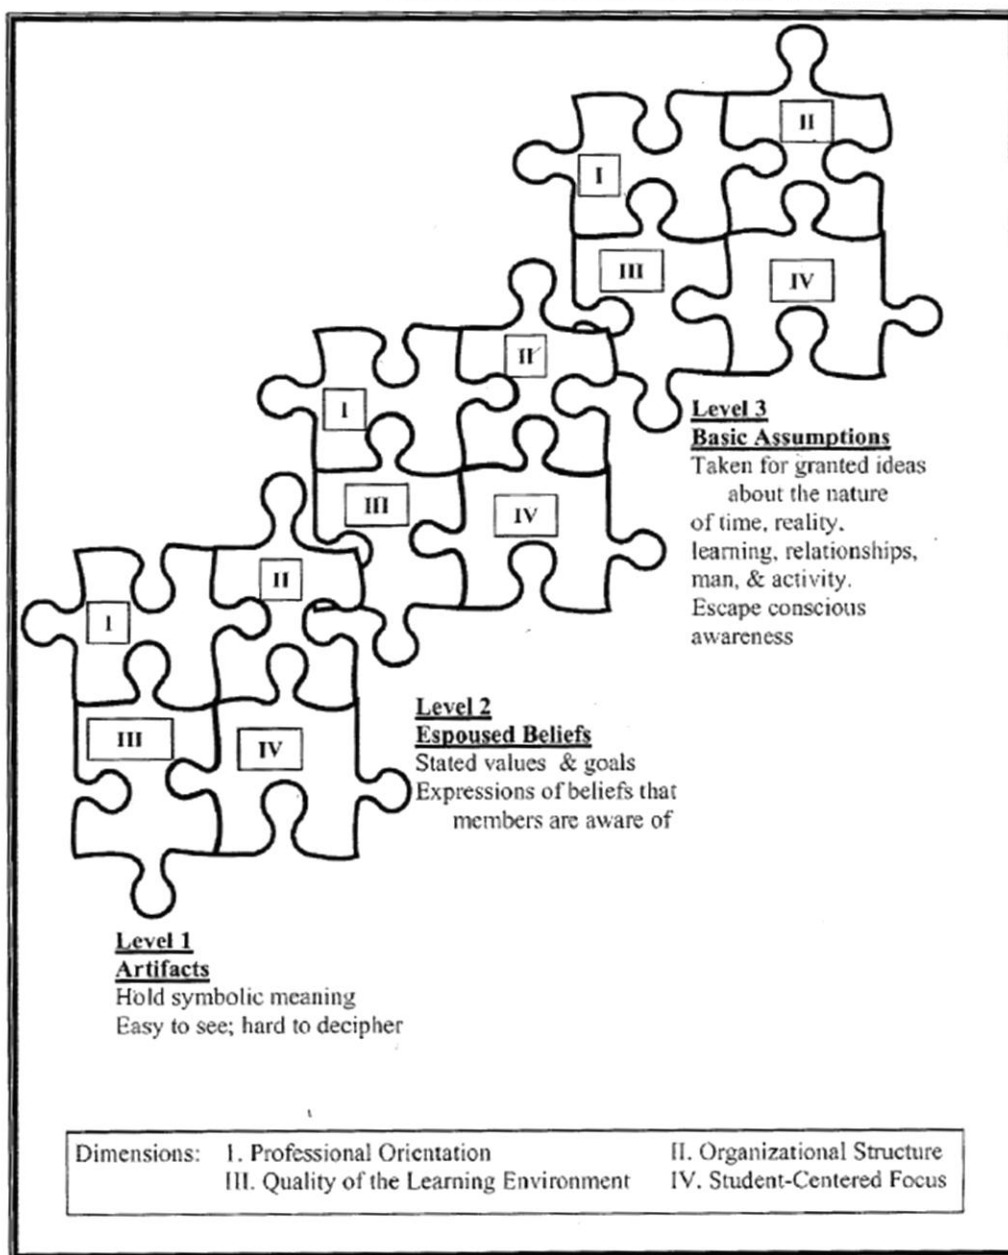 II
I
III
IV
II
I
III
IV
II
I
III
IV
Level 3
Basic Assumptions
Taken for granted ideas
about the nature
of time, reality,
learning, relationships,
man, & activity.
Escape conscious
awareness
Level 2
Espoused Beliefs
Stated values & goals
Expressions of beliefs that
members are aware of
Level 1
Artifacts
Hold symbolic meaning
Easy to see; hard to decipher
Dimensions: I. Professional Orientation II. Organizational Structure
III. Quality of the Learning Environment IV. Student-Centered Focus